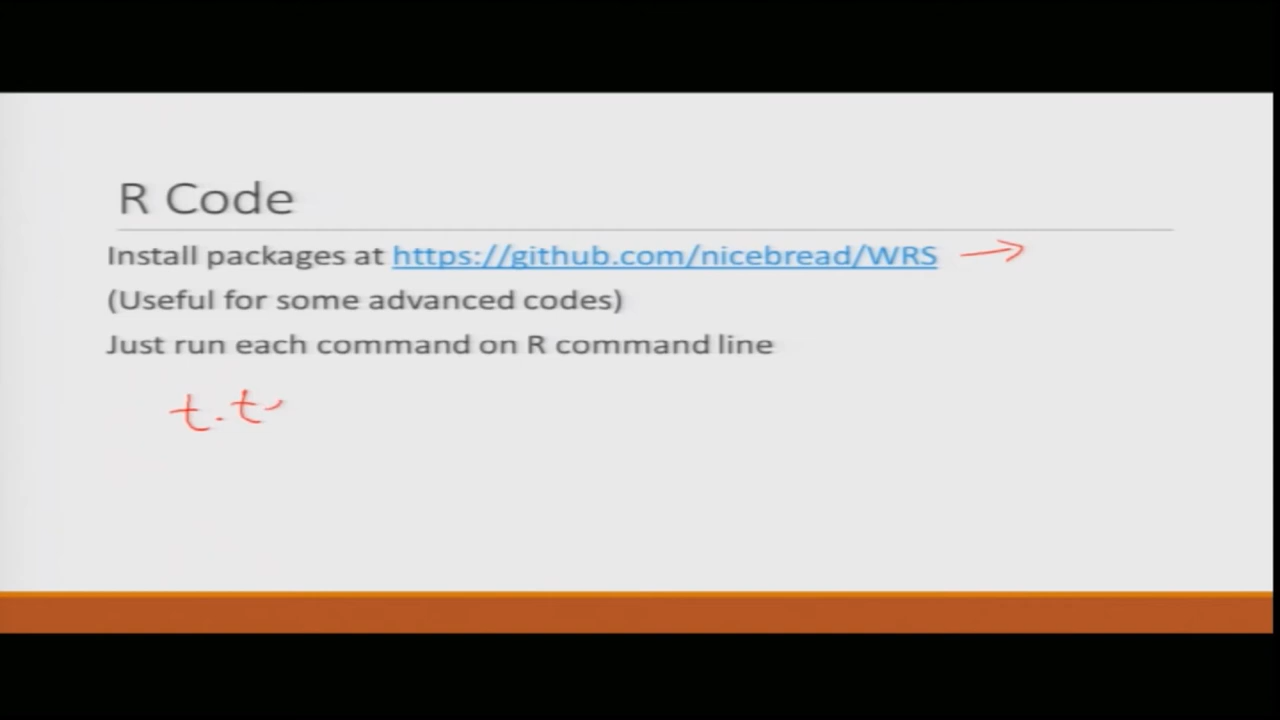 R Code
Install packages at https://github.com/nicebread/WRS
(Useful for some advanced codes)
Just run each command on R command line
t.t